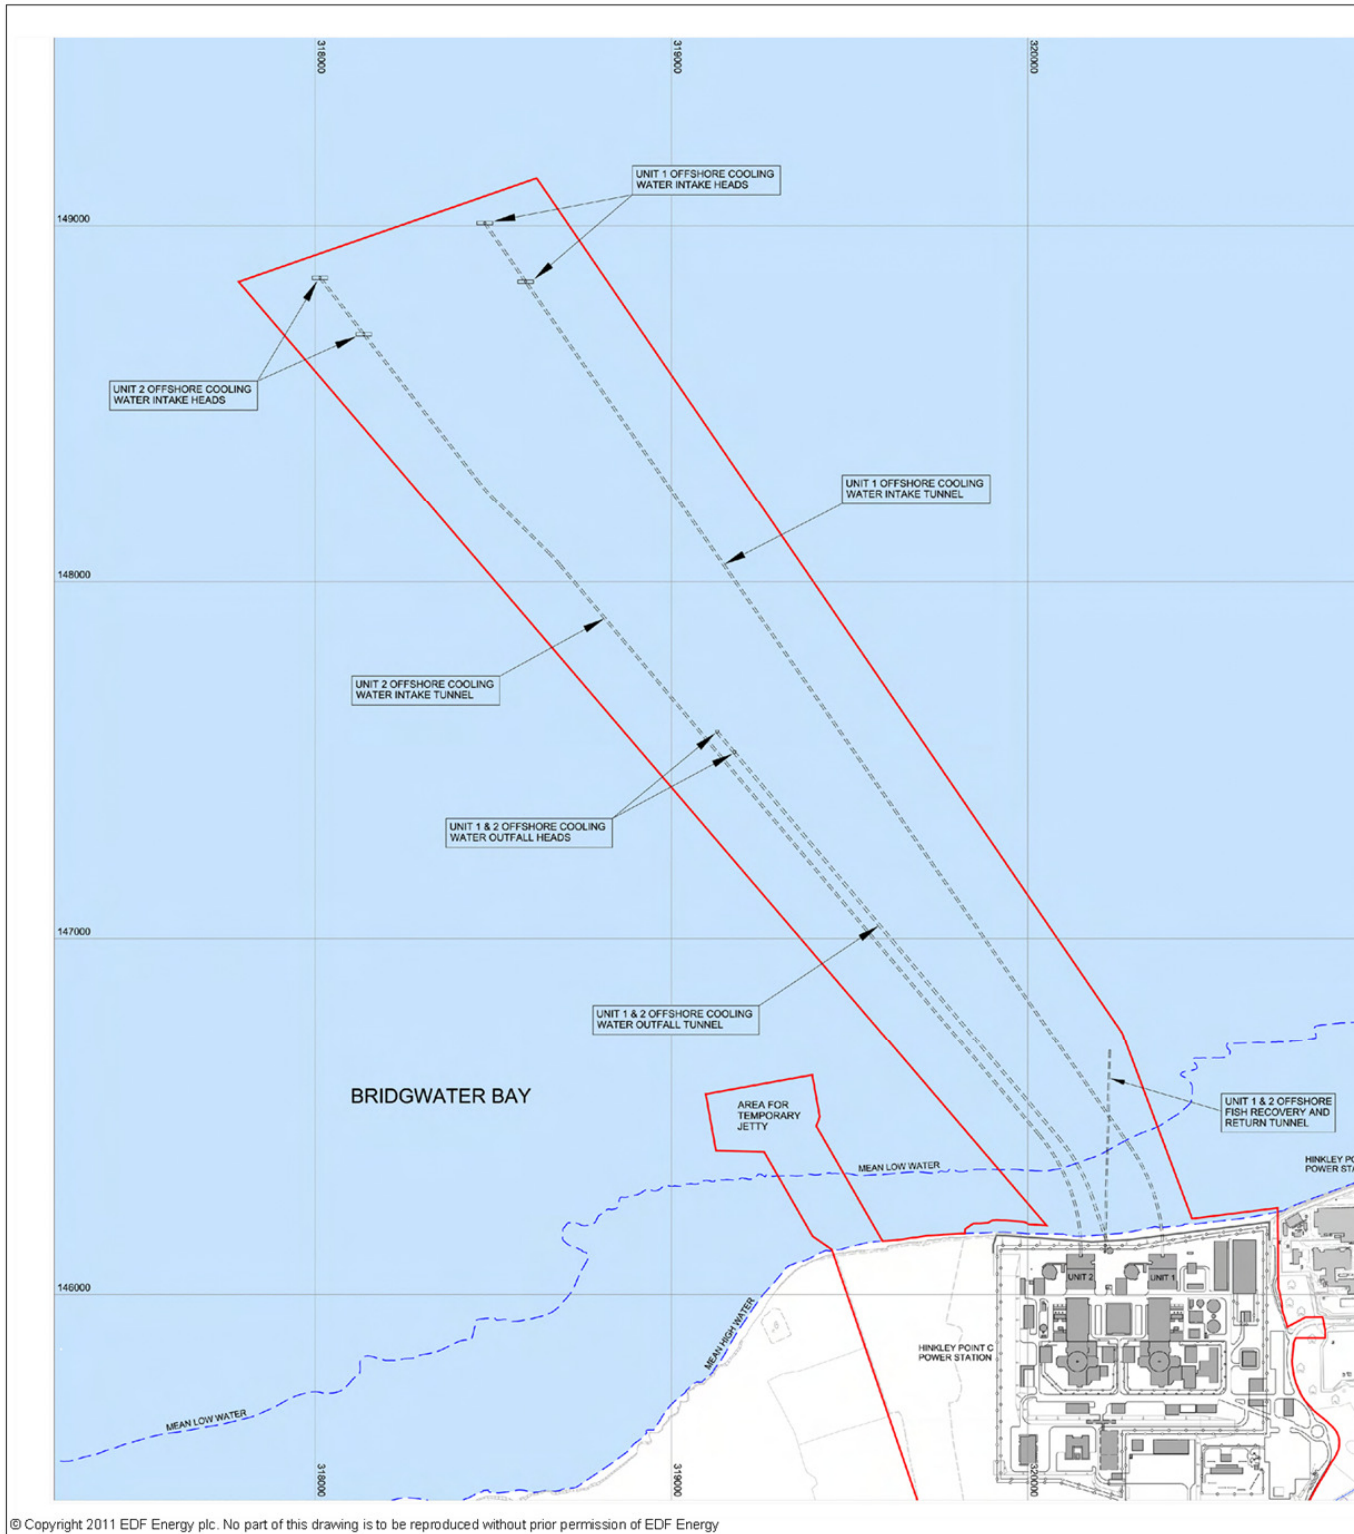 318000
319000
320000
UNIT 1 OFFSHORE COOLING
WATER INTAKE HEADS
149000
UNIT 2 OFFSHORE COOLING
WATER INTAKE HEADS
UNIT 1 OFFSHORE COOLING
WATER INTAKE TUNNEL
148000
UNIT 2 OFFSHORE COOLING
WATER INTAKE TUNNEL
UNIT 1 & 2 OFFSHORE COOLING
WATER OUTFALL HEADS
147000
UNIT 1 & 2 OFFSHORE COOLING
WATER OUTFALL TUNNEL
BRIDGWATER BAY
AREA FOR
TEMPORARY
JETTY
UNIT 1 & 2 OFFSHORE
FISH RECOVERY AND
RETURN TUNNEL
MEAN LOW WATER
HINKLEY PO
POWER STA
146000
UNIT 2
UNIT 1
MEAN HIGH WATER
HINKLEY POINT C
POWER STATION
MEAN LOW WATER
318000
319000
320000
© Copyright 2011 EDF Energy plc. No part of this drawing is to be reproduced without prior permission of EDF Energy